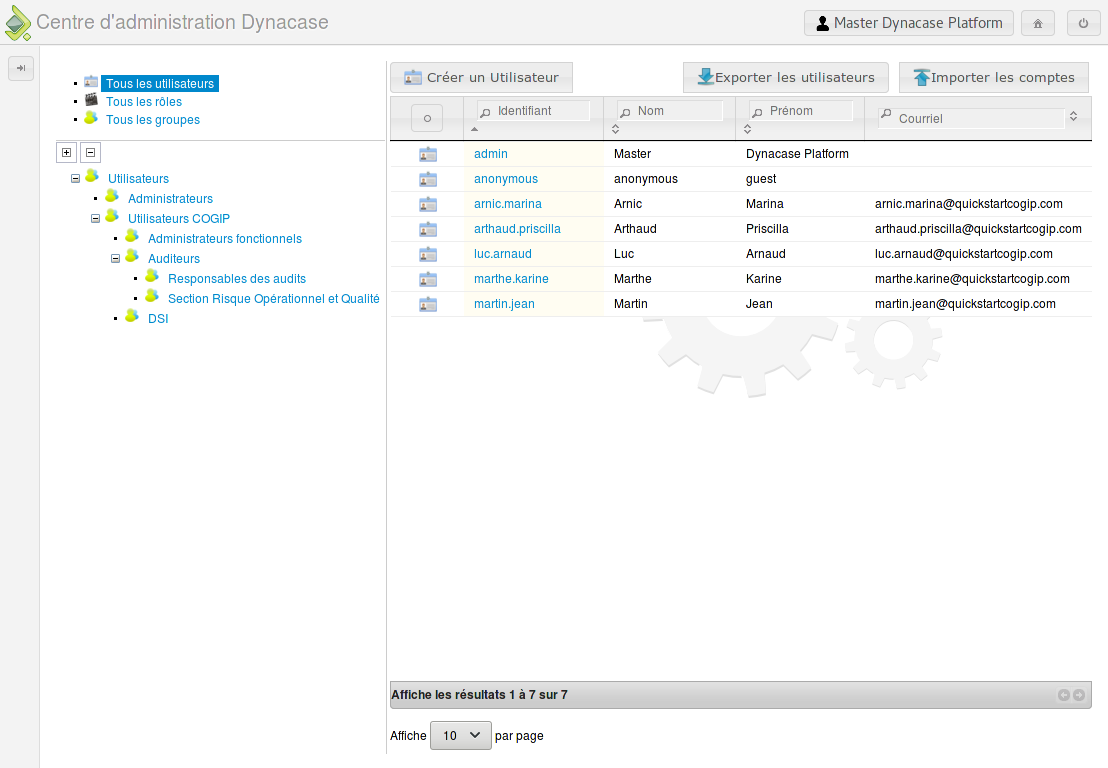 Centre d'administration Dynacase
Master Dynacase Platform
Tous les utilisateurs
Tous les rôles
Tous les groupes
Utilisateurs
Administrateurs
Utilisateurs COGIP
Administrateurs fonctionnels
Auditeurs
Responsables des audits
Section Risque Opérationnel et Qualité
DSI
Créer un Utilisateur
Exporter les utilisateurs
Importer les comptes
Identifiant Nom Prénom Courriel
admin Master Dynacase Platform
anonymous anonymous guest
arnic.marina Arnic Marina arnic.marina@quickstartcogip.com
arthaud.priscilla Arthaud Priscilla arthaud.priscilla@quickstartcogip.com
luc.arnaud Luc Arnaud luc.arnaud@quickstartcogip.com
marthe.karine Marthe Karine marthe.karine@quickstartcogip.com
martin.jean Martin Jean martin.jean@quickstartcogip.com
Affiche les résultats 1 à 7 sur 7
Affiche 10 par page